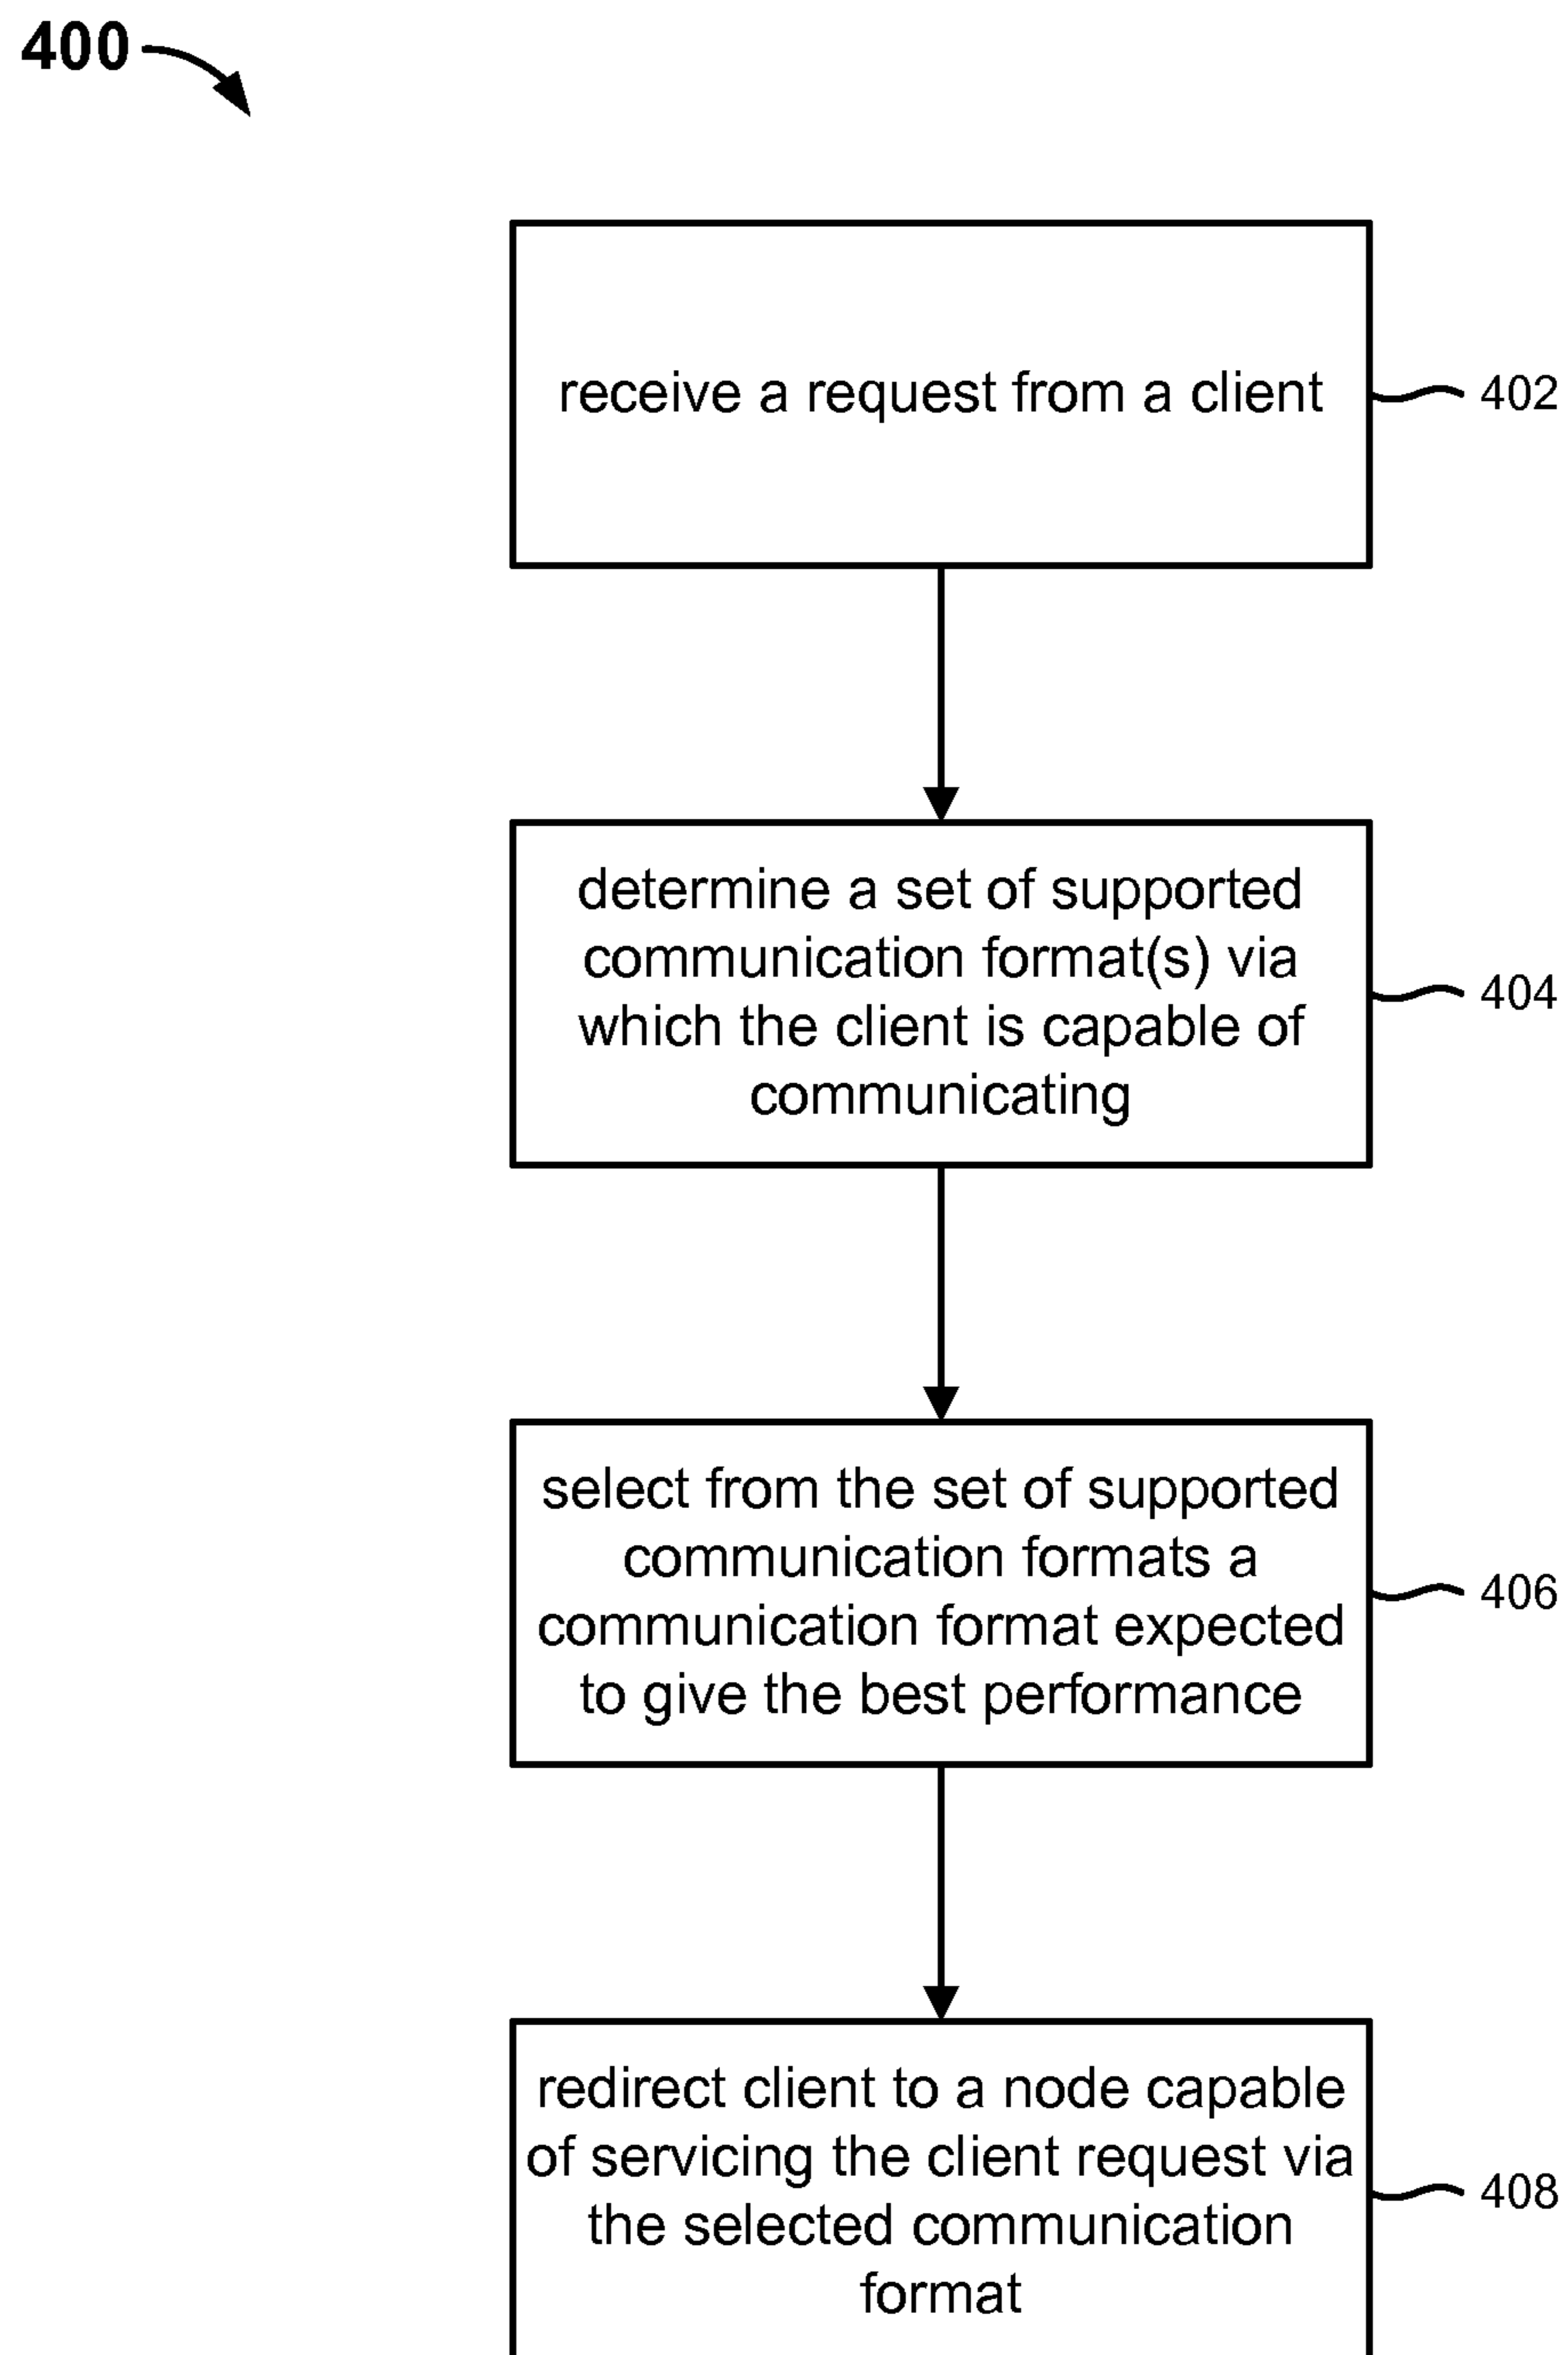 400
receive a request from a client
402
determine a set of supported
communication format(s) via
which the client is capable of
communicating
404
select from the set of supported
communication formats a
communication format expected
to give the best performance
406
redirect client to a node capable
of servicing the client request via
the selected communication
format
408